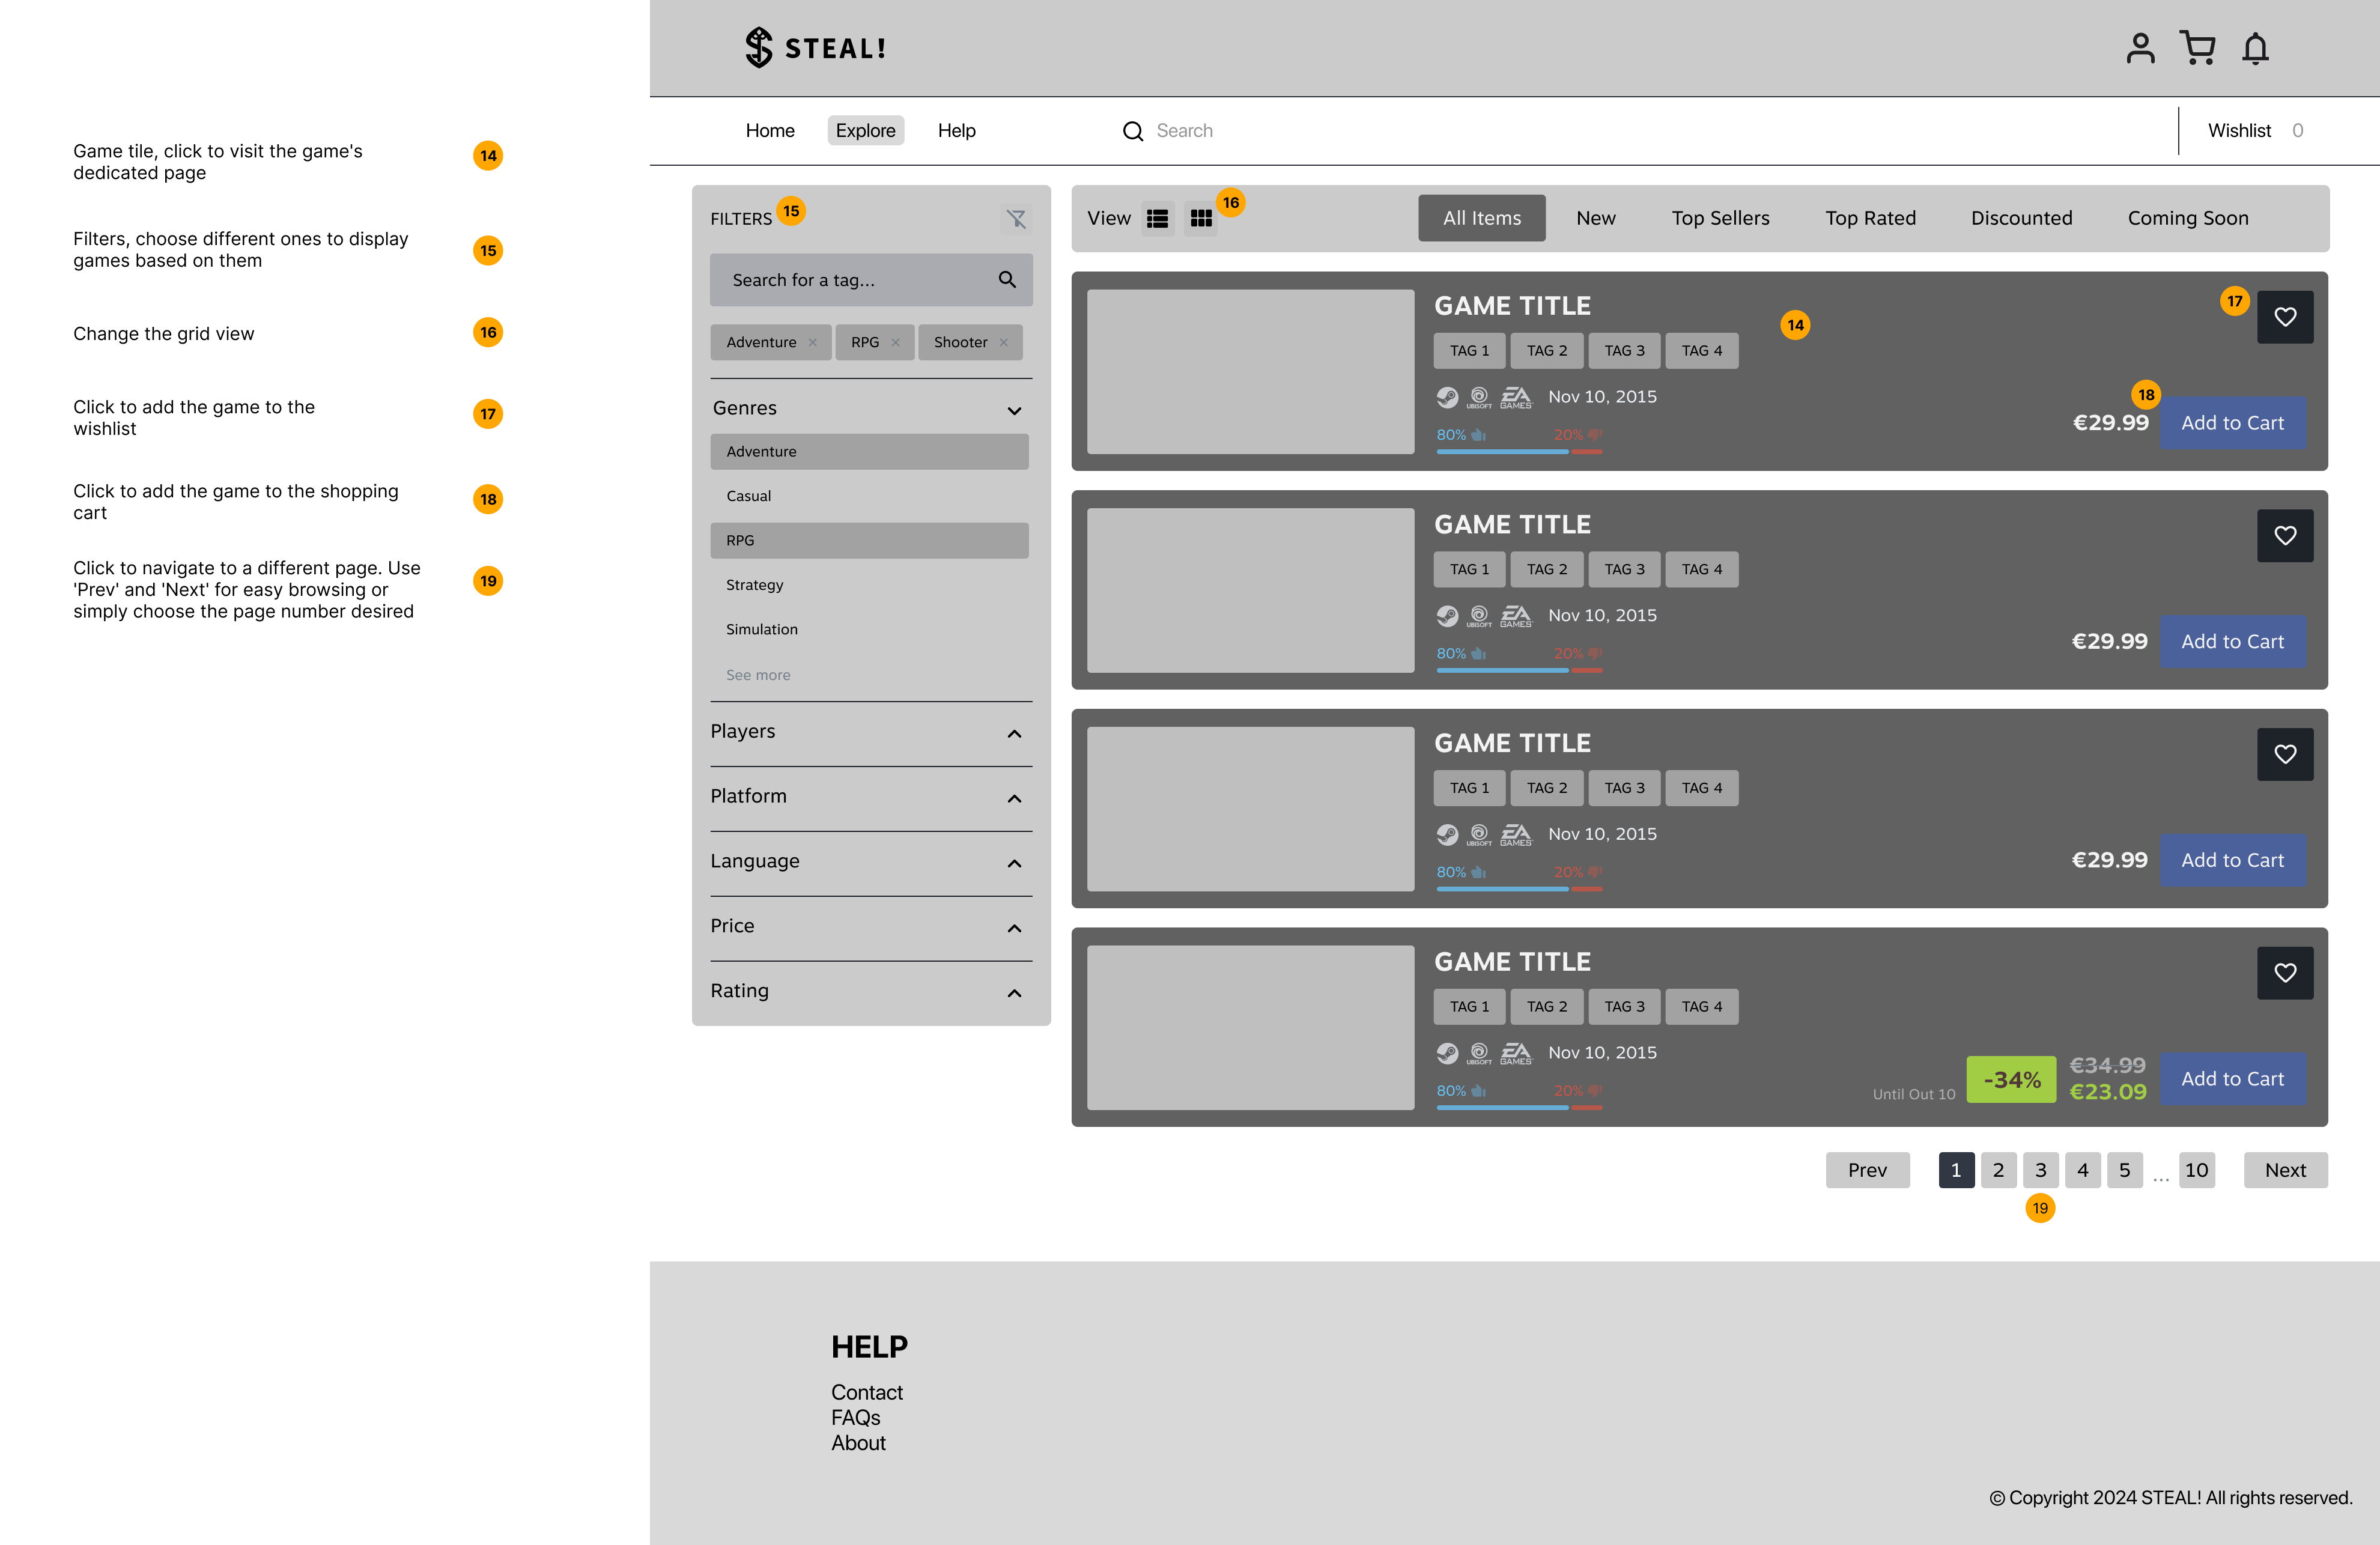 Game tile, click to visit the game's
dedicated page
14
Filters, choose different ones to display
games based on them
15
Change the grid view
16
Click to add the game to the
wishlist
17
Click to add the game to the shopping
cart
18
Click to navigate to a different page. Use
'Prev' and 'Next' for easy browsing or
simply choose the page number desired
19
STEAL!
Home Explore Help Search Wishlist 0
FILTERS 15
Search for a tag...
Adventure × RPG × Shooter ×
Genres
Adventure
Casual
RPG
Strategy
Simulation
See more
Players
Platform
Language
Price
Rating
View 16 All Items New Top Sellers Top Rated Discounted Coming Soon
GAME TITLE
14
17
TAG 1 TAG 2 TAG 3 TAG 4
UBISOFT EA GAMES Nov 10, 2015
80% 20%
18
€29.99 Add to Cart
GAME TITLE
TAG 1 TAG 2 TAG 3 TAG 4
UBISOFT EA GAMES Nov 10, 2015
80% 20%
€29.99 Add to Cart
GAME TITLE
TAG 1 TAG 2 TAG 3 TAG 4
UBISOFT EA GAMES Nov 10, 2015
80% 20%
€29.99 Add to Cart
GAME TITLE
TAG 1 TAG 2 TAG 3 TAG 4
UBISOFT EA GAMES Nov 10, 2015
80% 20%
Until Out 10 -34% €34.99 €23.09 Add to Cart
Prev 1 2 3 4 5 ... 10 Next
19
HELP
Contact
FAQs
About
© Copyright 2024 STEAL! All rights reserved.